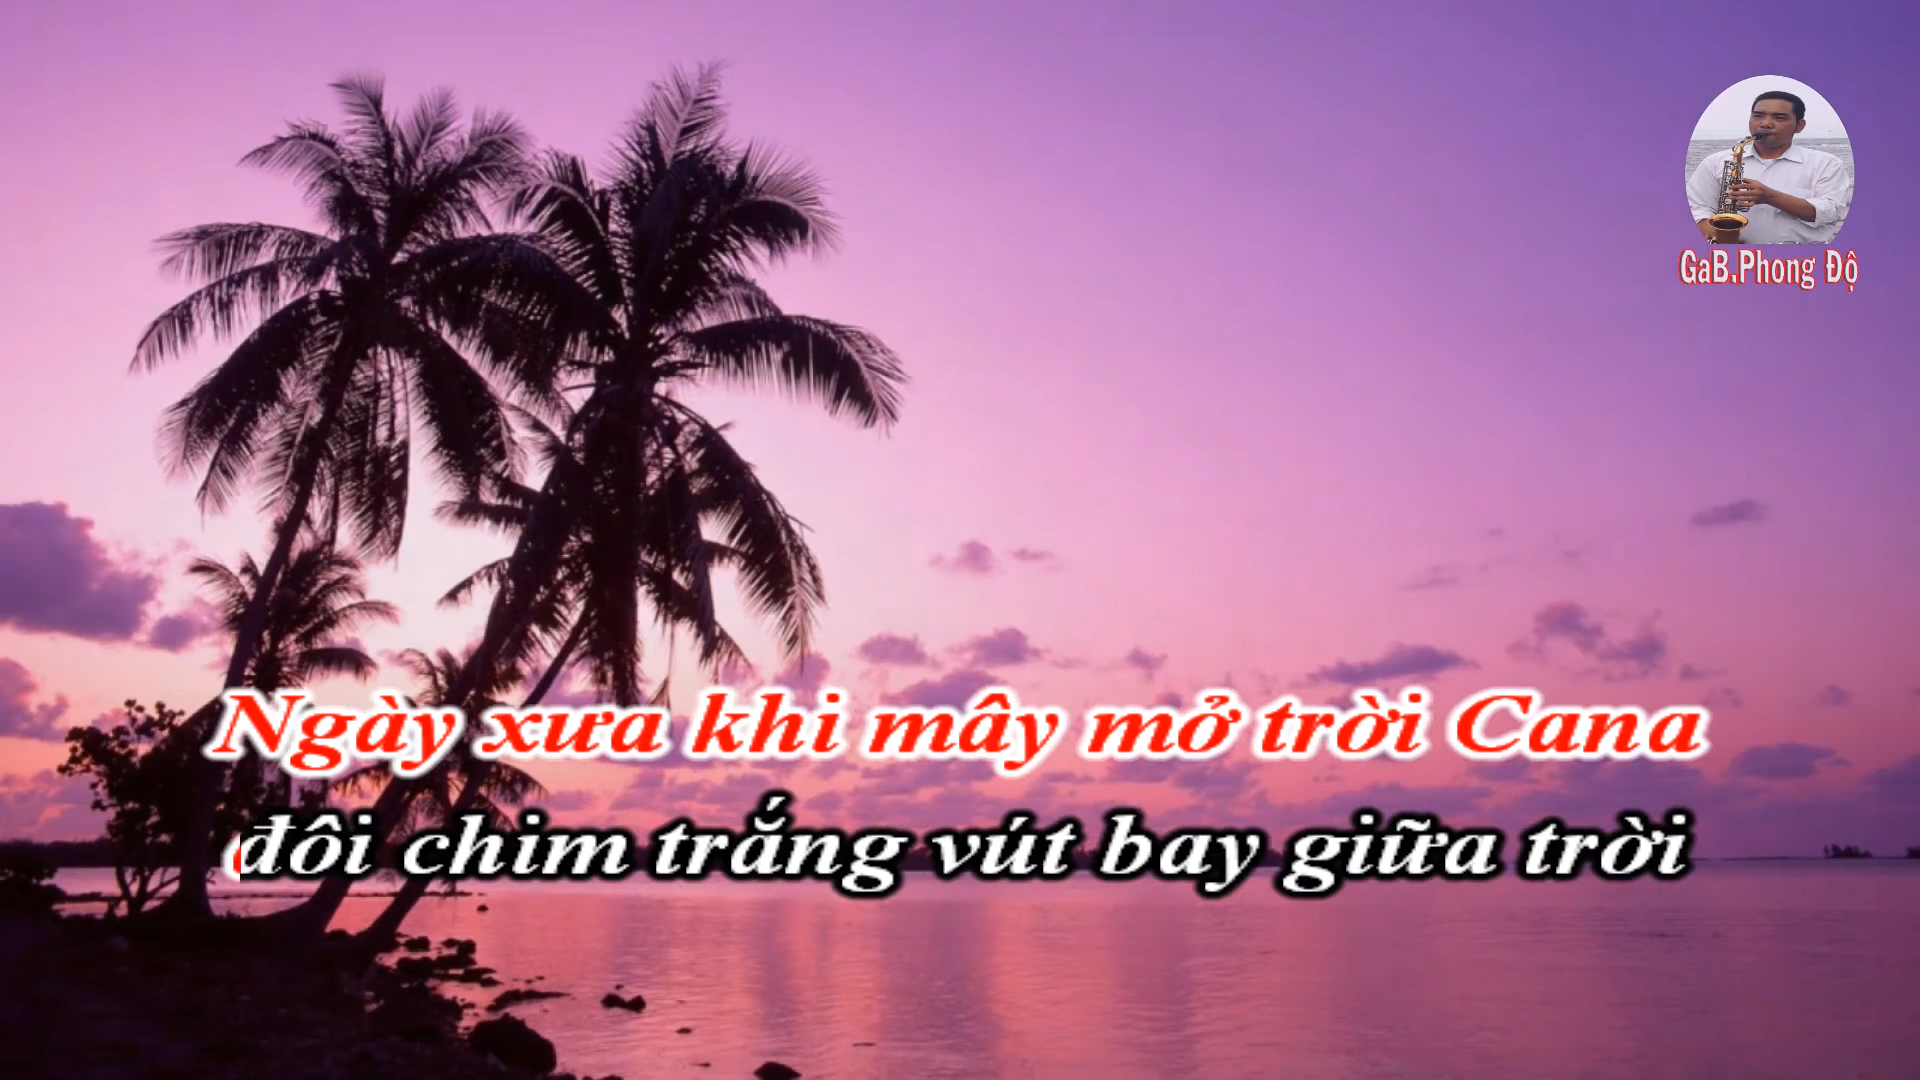 GaB.Phong Độ
Ngày xưa khi mây mở trời Cana
đôi chim trắng vút bay giữa trời